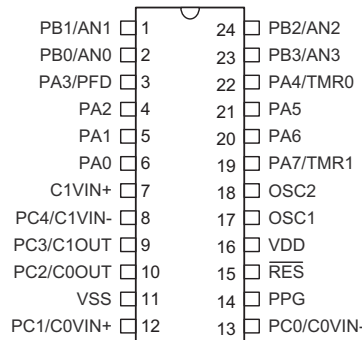 PB1/AN1 1 24 PB2/AN2
PB0/AN0 2 23 PB3/AN3
PA3/PFD 3 22 PA4/TMR0
PA2 4 21 PA5
PA1 5 20 PA6
PA0 6 19 PA7/TMR1
C1VIN+ 7 18 OSC2
PC4/C1VIN- 8 17 OSC1
PC3/C1OUT 9 16 VDD
PC2/C0OUT 10 15 RES
VSS 11 14 PPG
PC1/C0VIN+ 12 13 PC0/C0VIN-